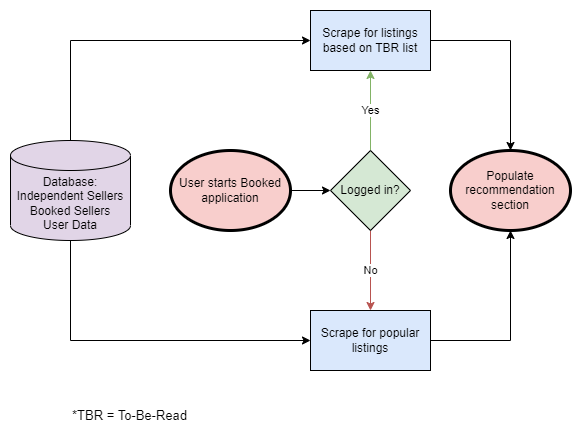 Scrape for listings
based on TBR list
Yes
Database:
Independent Sellers
Booked Sellers
User Data
User starts Booked
application
Logged in?
Populate
recommendation
section
No
Scrape for popular
listings
*TBR = To-Be-Read